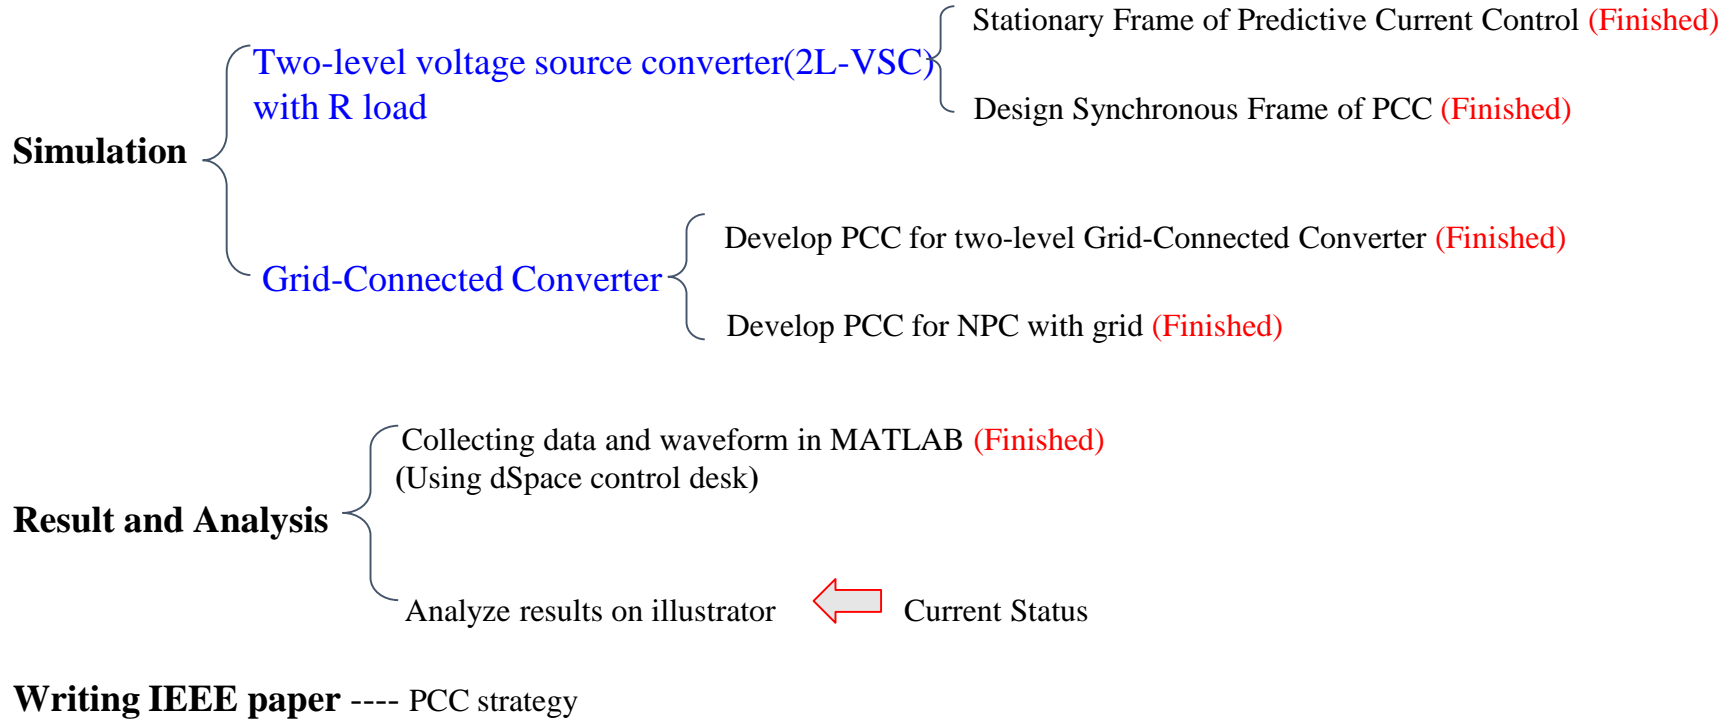 Stationary Frame of Predictive Current Control (Finished)
Two-level voltage source converter(2L-VSC)
with R load
Design Synchronous Frame of PCC (Finished)
Simulation
Develop PCC for two-level Grid-Connected Converter (Finished)
Grid-Connected Converter
Develop PCC for NPC with grid (Finished)
Collecting data and waveform in MATLAB (Finished)
(Using dSpace control desk)
Result and Analysis
Analyze results on illustrator
Current Status
Writing IEEE paper ---- PCC strategy